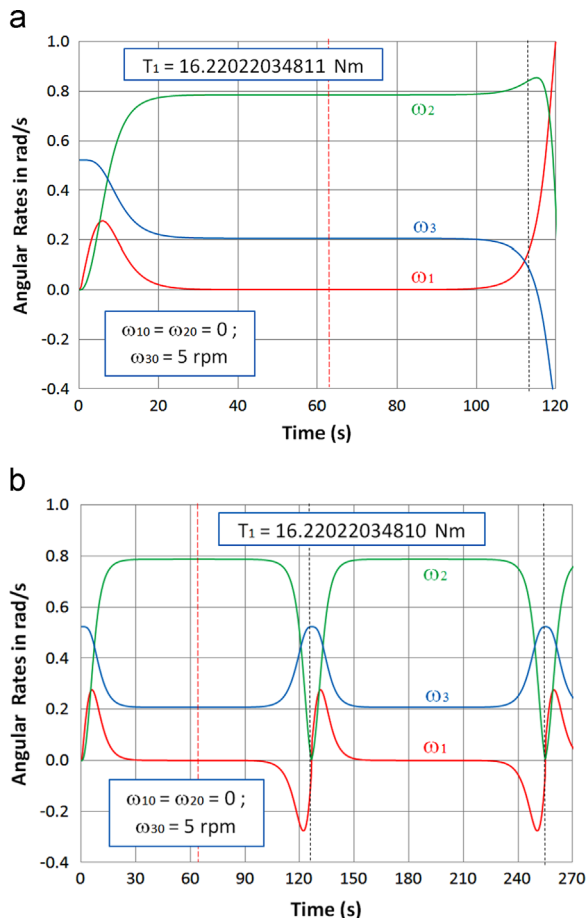 a
T₁ = 16.22022034811 Nm
1.0
0.8
0.6
0.4
0.2
0.0
-0.2
-0.4
Angular Rates in rad/s
ω₂
ω₃
ω₁
ω₁₀ = ω₂₀ = 0 ;
ω₃₀ = 5 rpm
0 20 40 60 80 100 120
Time (s)
b
T₁ = 16.22022034810 Nm
1.0
0.8
0.6
0.4
0.2
0.0
-0.2
-0.4
Angular Rates in rad/s
ω₂
ω₃
ω₁
ω₁₀ = ω₂₀ = 0 ;
ω₃₀ = 5 rpm
0 30 60 90 120 150 180 210 240 270
Time (s)